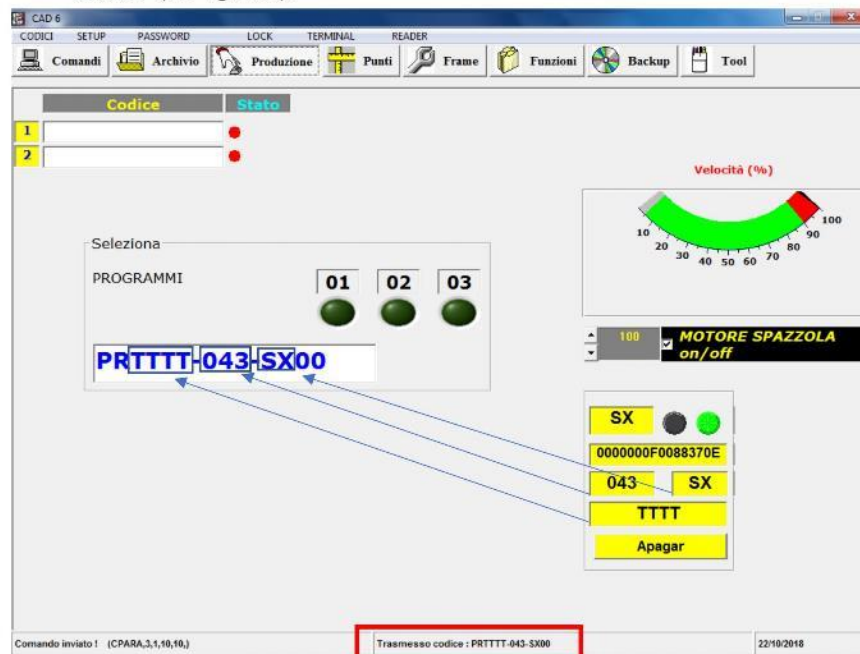 CAD 6
CODICI SETUP PASSWORD LOCK TERMINAL READER
Comandi Archivio Produzione Punti Frame Funzioni Backup Tool
Codice Stato
1
2
Velocità (%)
10 20 30 40 50 60 70 80 90 100
Seleziona
PROGRAMMI 01 02 03
PRTTTT-043-SX00
100 MOTORE SPAZZOLA
on/off
SX
0000000F0088370E
043 SX
TTTT
Apagar
Comando inviato ! (CPARA,3,1,10,10,) Trasmesso codice : PRTTTT-043-SX00 22/10/2018